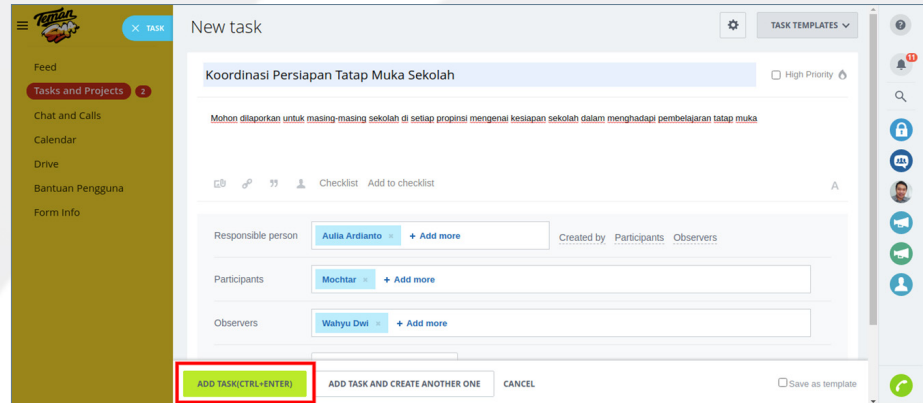 Teman
SAR
TASK
New task
TASK TEMPLATES
Feed
Tasks and Projects 2
Chat and Calls
Calendar
Drive
Bantuan Pengguna
Form Info
Koordinasi Persiapan Tatap Muka Sekolah
High Priority
Mohon dilaporkan untuk masing-masing sekolah di setiap propinsi mengenai kesiapan sekolah dalam menghadapi pembelajaran tatap muka
Checklist Add to checklist
A
Responsible person Aulia Ardianto × + Add more Created by Participants Observers
Participants Mochtar × + Add more
Observers Wahyu Dwi × + Add more
ADD TASK(CTRL+ENTER) ADD TASK AND CREATE ANOTHER ONE CANCEL Save as template
11